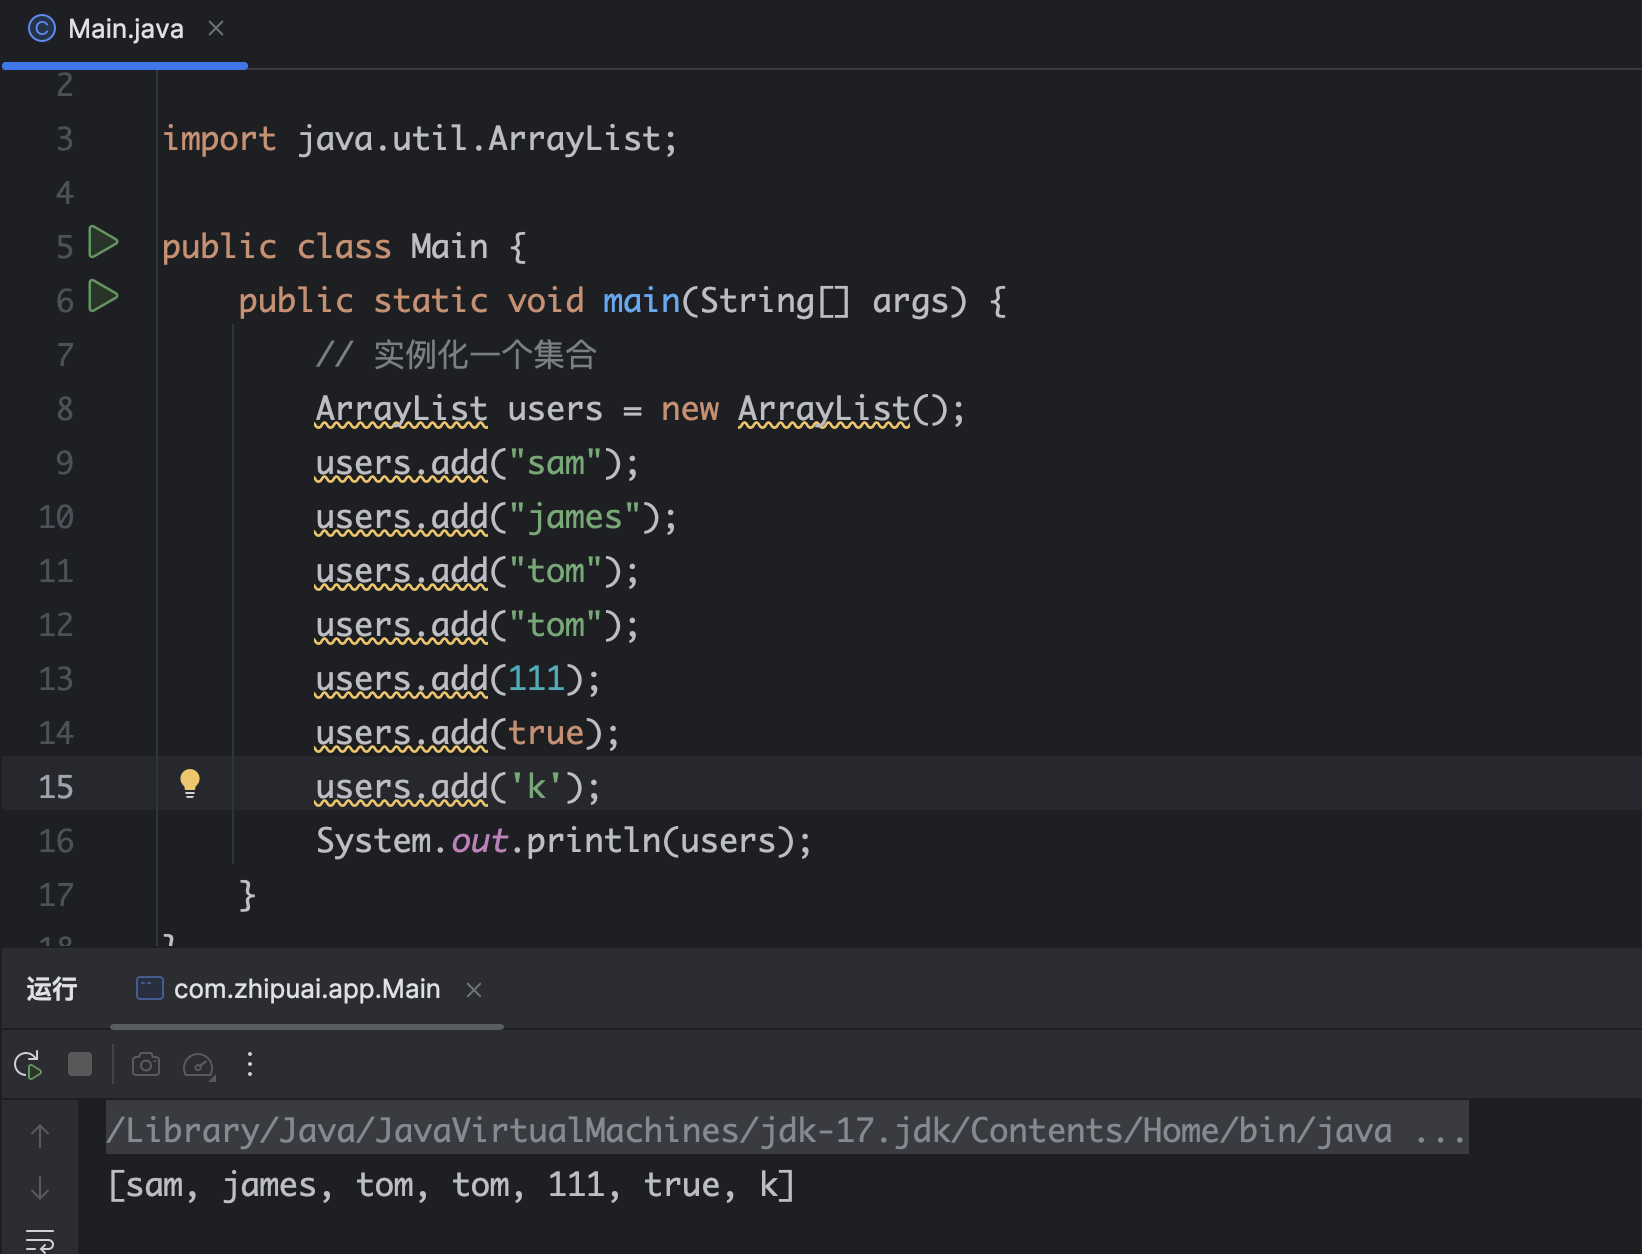 Main.java
2
3 import java.util.ArrayList;
4
5 public class Main {
6 public static void main(String[] args) {
7 // 实例化一个集合
8 ArrayList users = new ArrayList();
9 users.add("sam");
10 users.add("james");
11 users.add("tom");
12 users.add("tom");
13 users.add(111);
14 users.add(true);
15 users.add('k');
16 System.out.println(users);
17 }
18 }
运行 com.zhipuai.app.Main
/Library/Java/JavaVirtualMachines/jdk-17.jdk/Contents/Home/bin/java ...
[sam, james, tom, tom, 111, true, k]